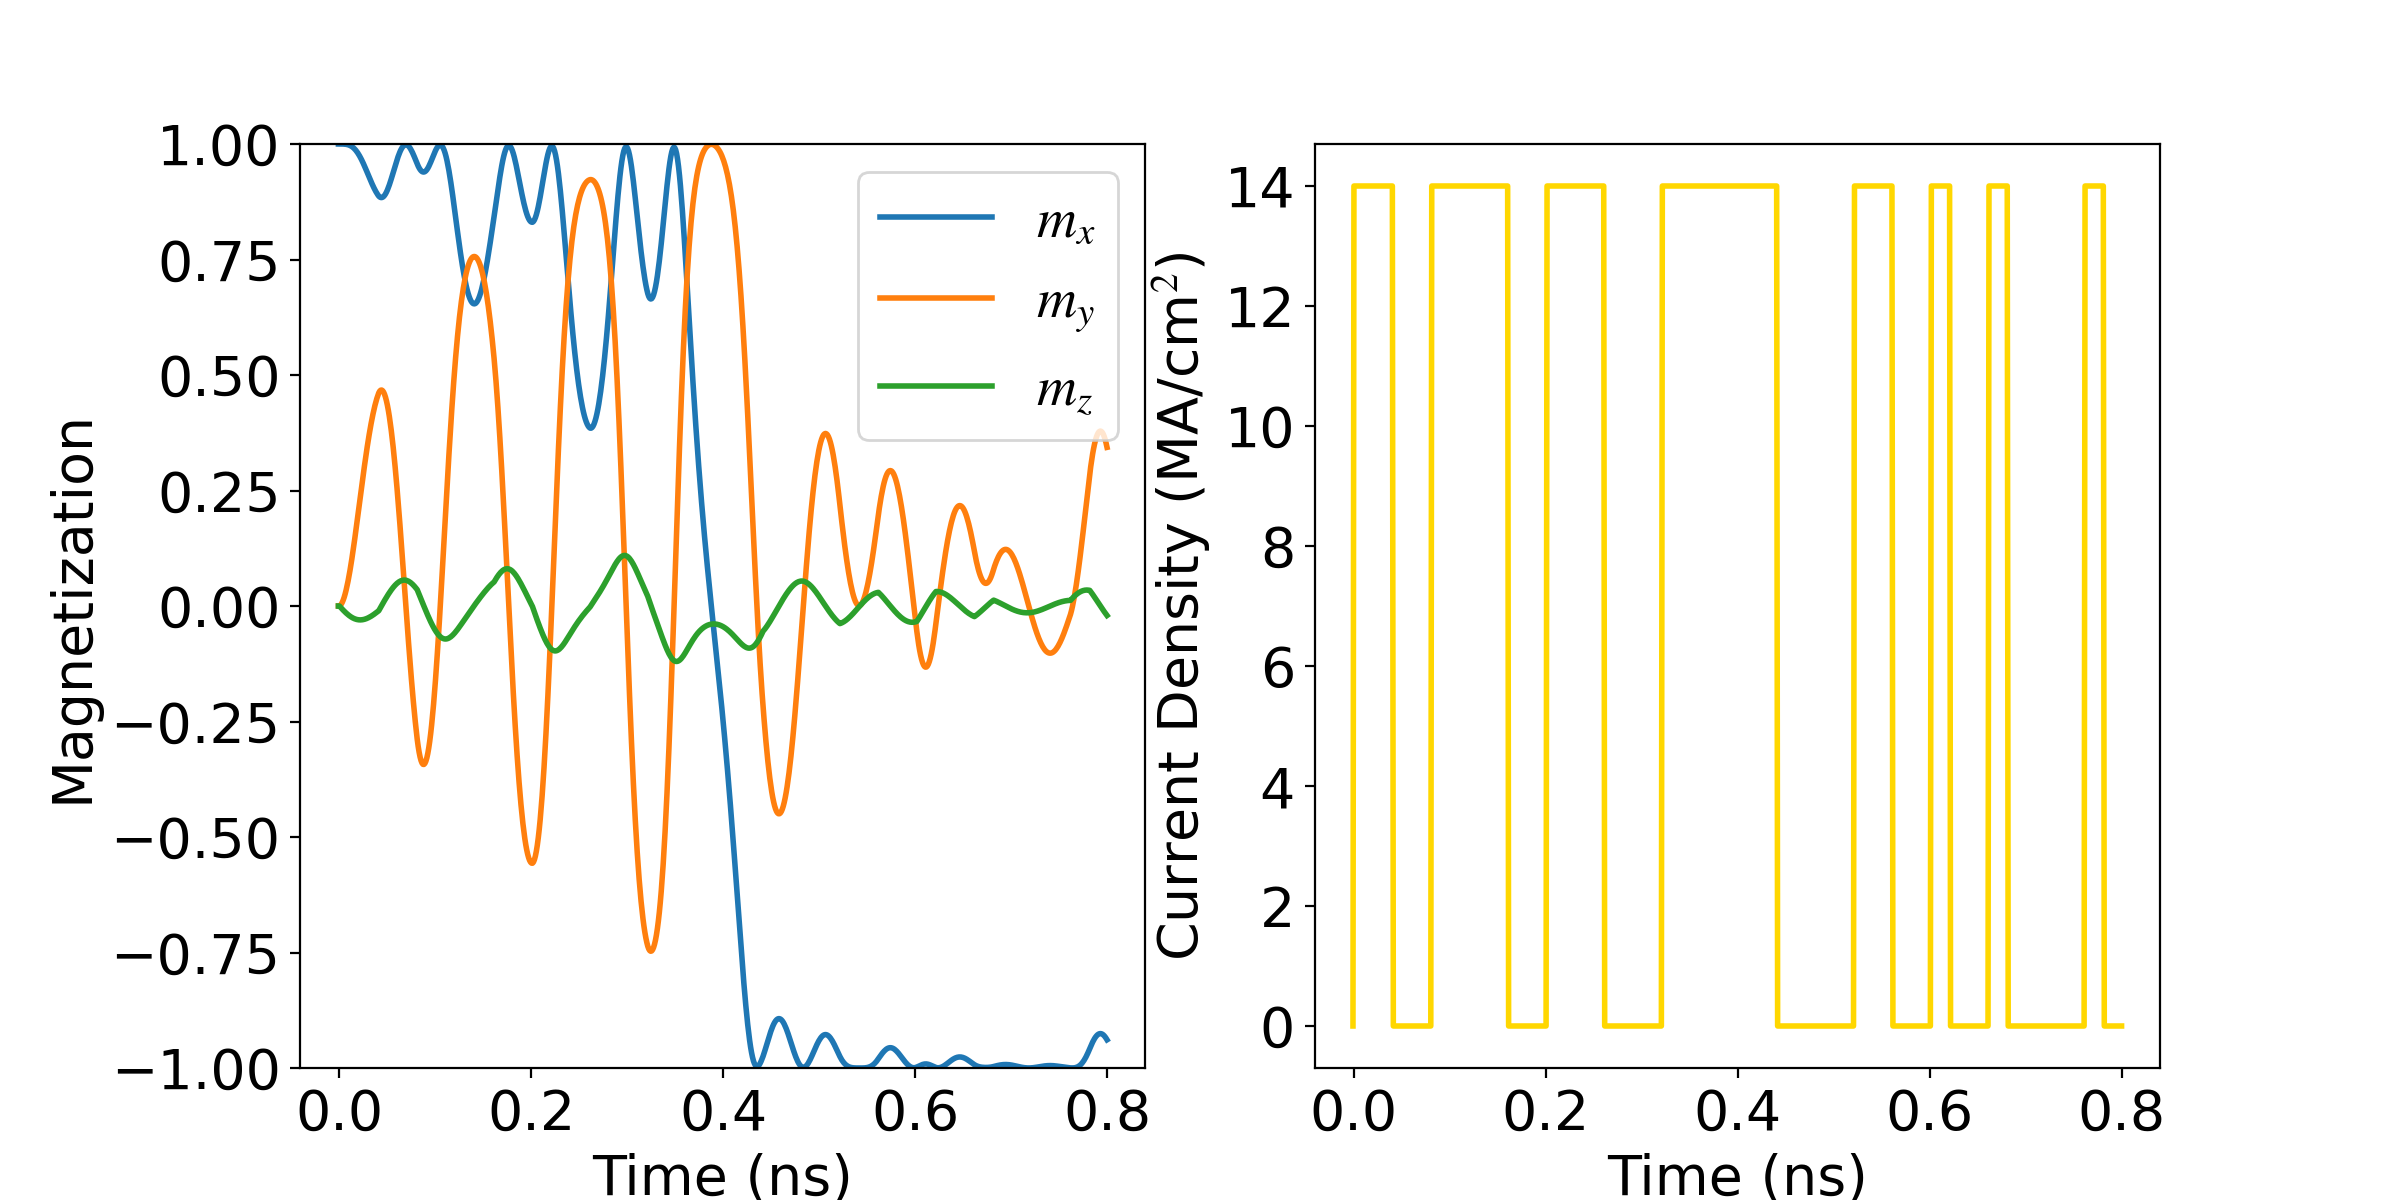 Magnetization
1.00
0.75
0.50
0.25
0.00
−0.25
−0.50
−0.75
−1.00
0.0 0.2 0.4 0.6 0.8
Time (ns)
m_x
m_y
m_z
Current Density (MA/cm²)
14
12
10
8
6
4
2
0
0.0 0.2 0.4 0.6 0.8
Time (ns)